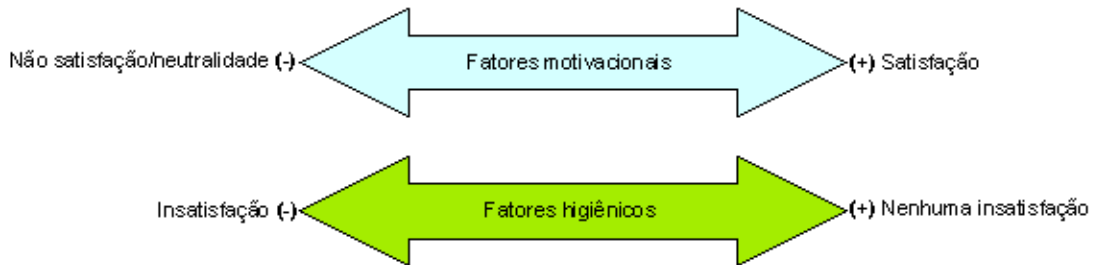 Não satisfação/neutralidade (-) Fatores motivacionais (+) Satisfação
Insatisfação (-) Fatores higiênicos (+) Nenhuma insatisfação